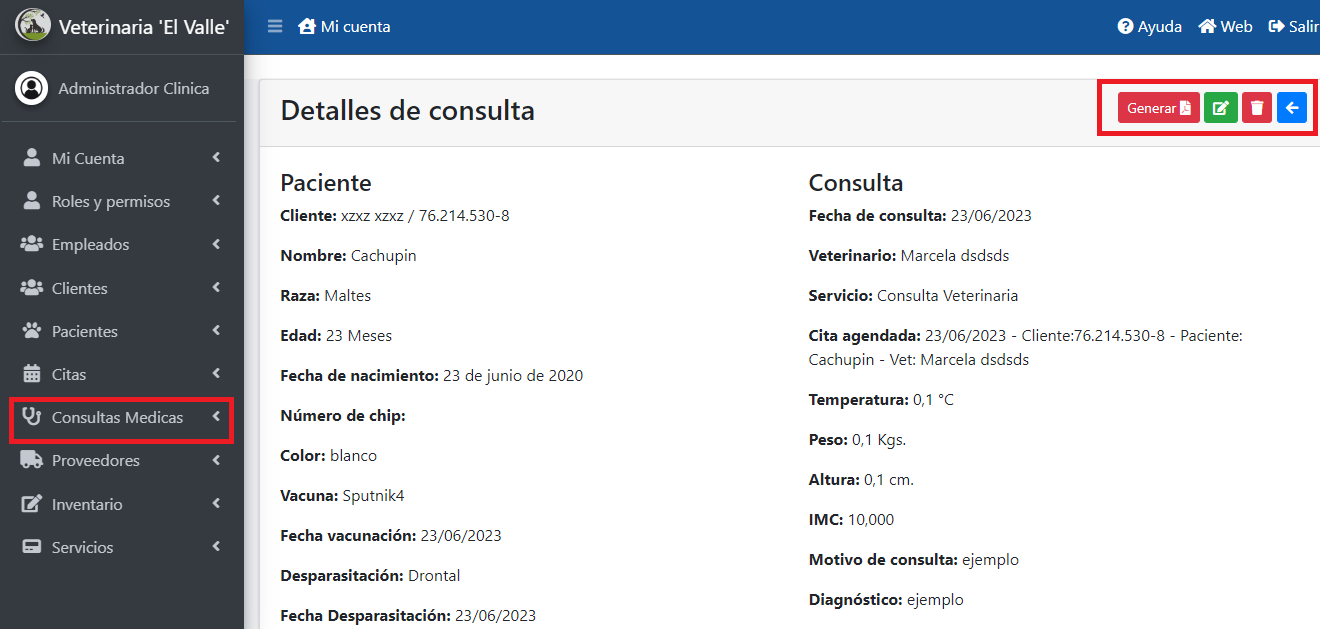 Veterinaria 'El Valle'
Mi cuenta
Ayuda
Web
Salir
Administrador Clinica
Mi Cuenta
Roles y permisos
Empleados
Clientes
Pacientes
Citas
Consultas Medicas
Proveedores
Inventario
Servicios
Detalles de consulta
Generar
Paciente
Cliente: xzxz xzxz / 76.214.530-8
Nombre: Cachupin
Raza: Maltes
Edad: 23 Meses
Fecha de nacimiento: 23 de junio de 2020
Número de chip:
Color: blanco
Vacuna: Sputnik4
Fecha vacunación: 23/06/2023
Desparasitación: Drontal
Fecha Desparasitación: 23/06/2023
Consulta
Fecha de consulta: 23/06/2023
Veterinario: Marcela dsdsds
Servicio: Consulta Veterinaria
Cita agendada: 23/06/2023 - Cliente:76.214.530-8 - Paciente:
Cachupin - Vet: Marcela dsdsds
Temperatura: 0,1 °C
Peso: 0,1 Kgs.
Altura: 0,1 cm.
IMC: 10,000
Motivo de consulta: ejemplo
Diagnóstico: ejemplo